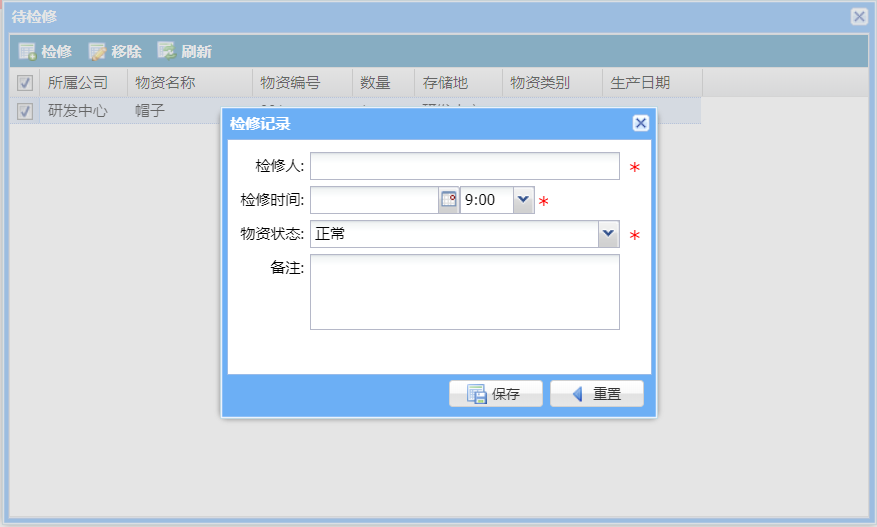 待检修
检修 移除 刷新
所属公司 物资名称 物资编号 数量 存储地 物资类别 生产日期
研发中心 帽子
检修记录
检修人: *
检修时间: 9:00 *
物资状态: 正常 *
备注:
保存 重置